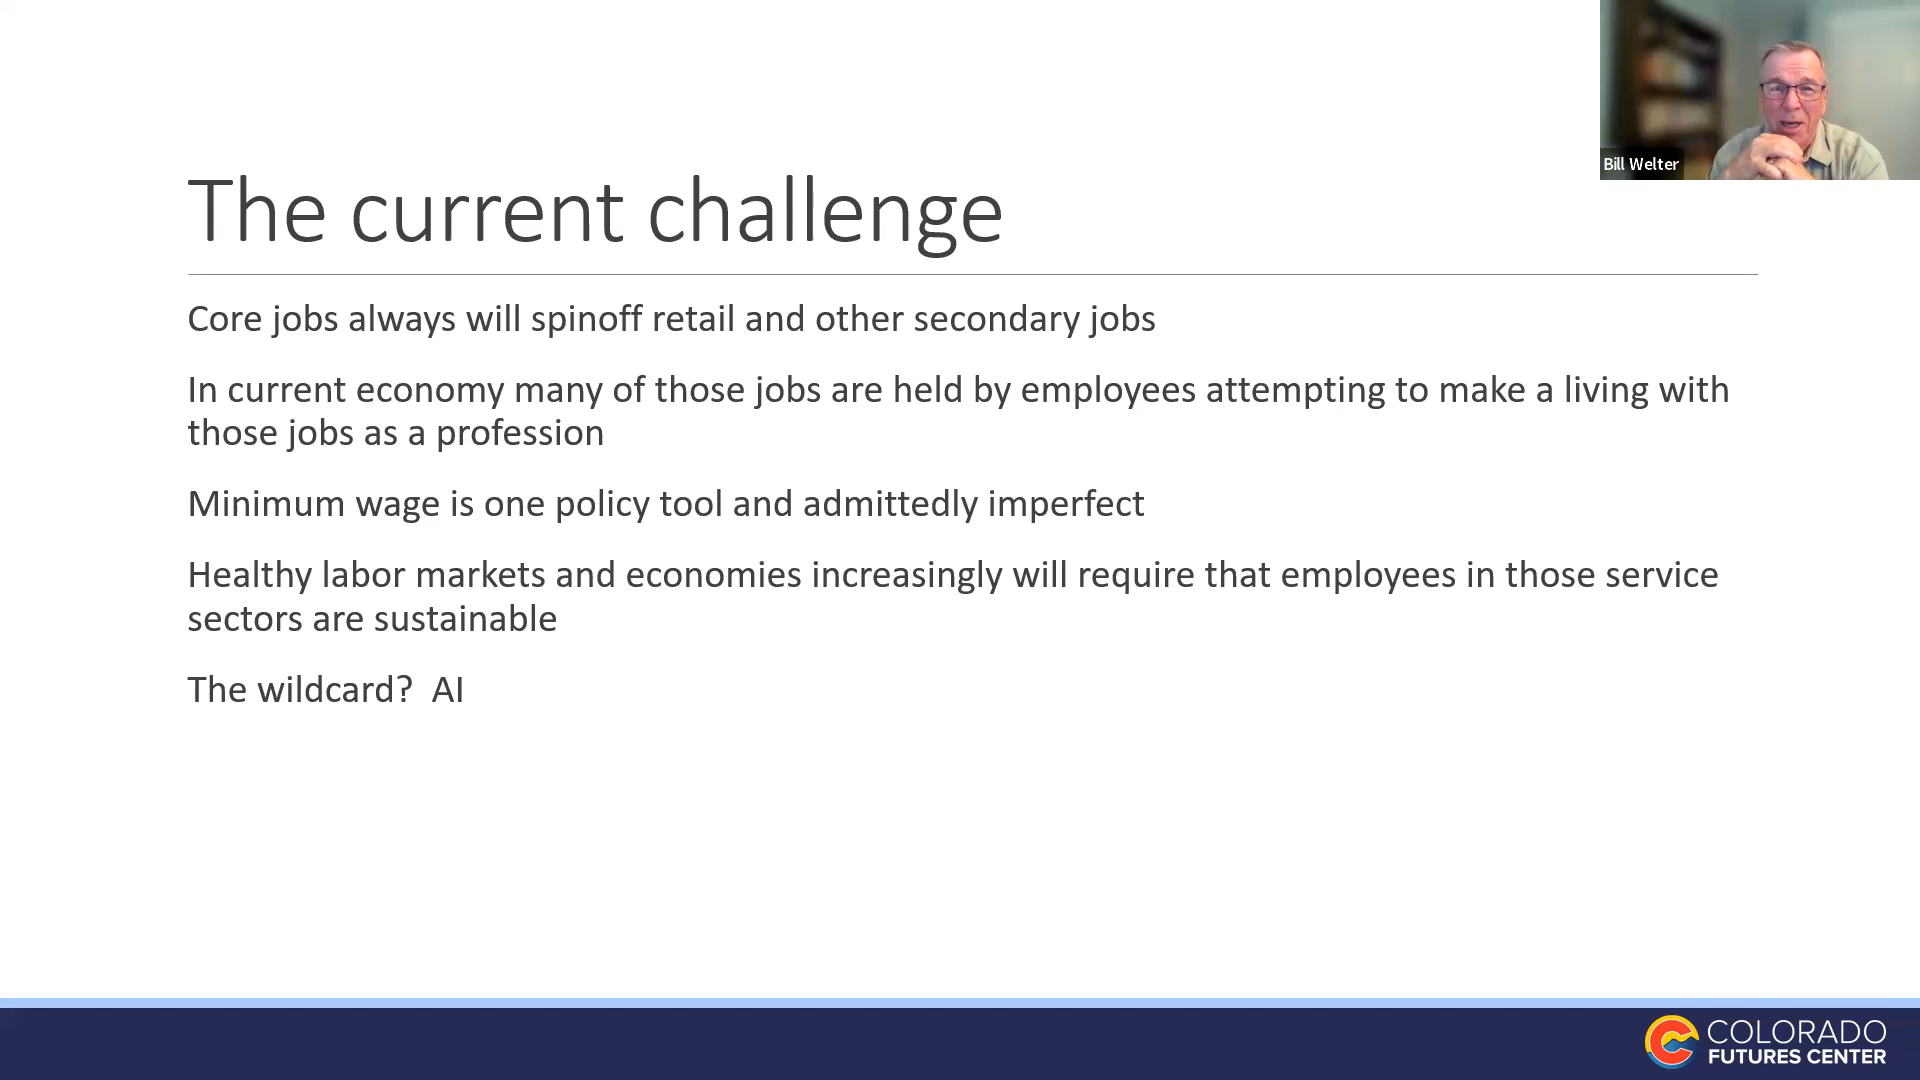 Bill Welter
The current challenge
Core jobs always will spinoff retail and other secondary jobs
In current economy many of those jobs are held by employees attempting to make a living with
those jobs as a profession
Minimum wage is one policy tool and admittedly imperfect
Healthy labor markets and economies increasingly will require that employees in those service
sectors are sustainable
The wildcard?  AI
COLORADO
FUTURES CENTER